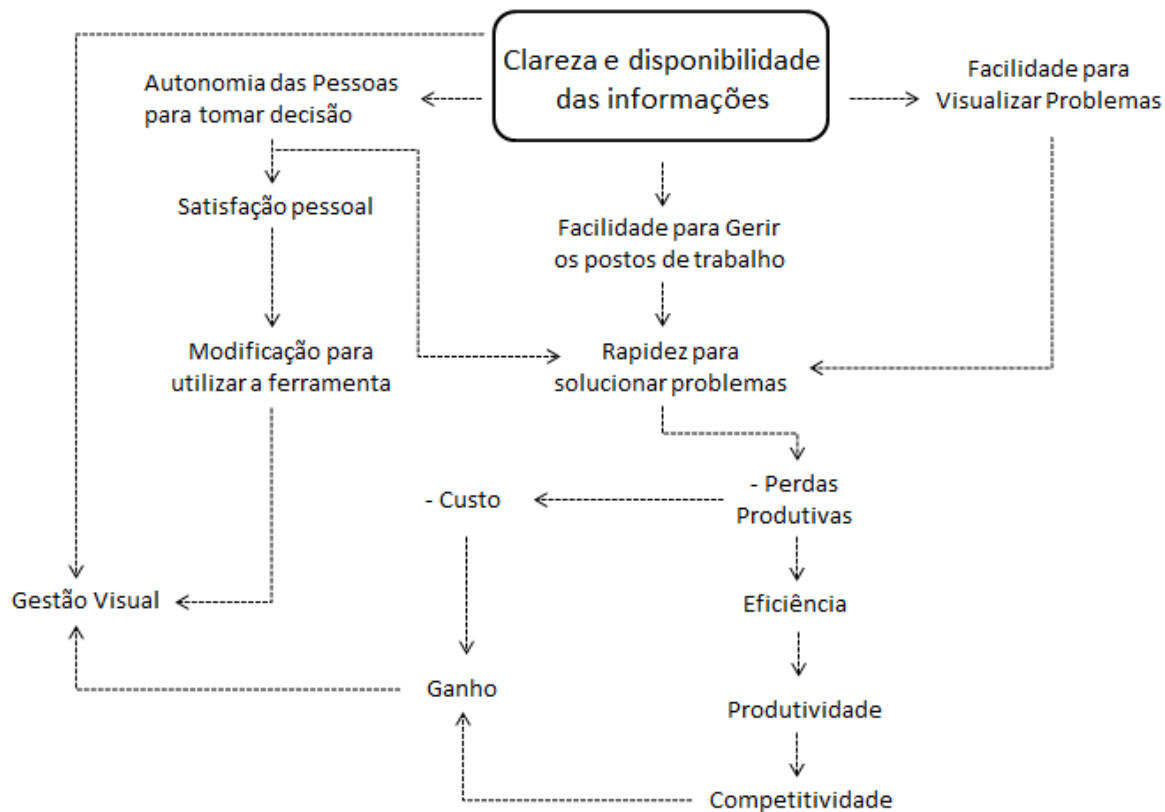 Clareza e disponibilidade
das informações
Autonomia das Pessoas
para tomar decisão
Facilidade para
Visualizar Problemas
Satisfação pessoal
Facilidade para Gerir
os postos de trabalho
Modificação para
utilizar a ferramenta
Rapidez para
solucionar problemas
- Custo
- Perdas
Produtivas
Gestão Visual
Eficiência
Ganho
Produtividade
Competitividade